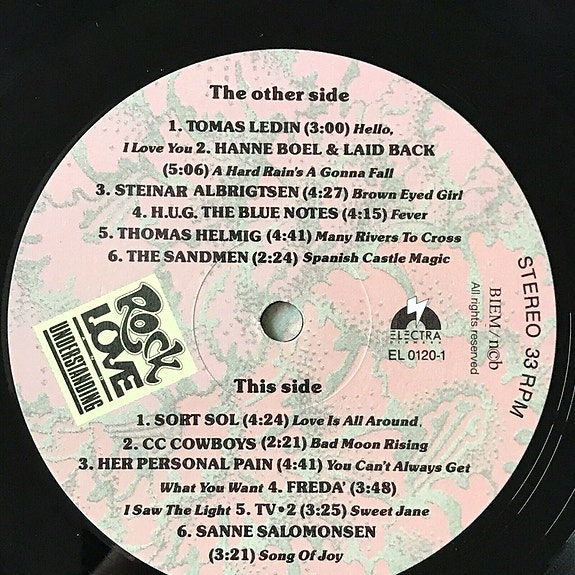 The other side
1. TOMAS LEDIN (3:00) Hello,
I Love You 2. HANNE BOEL & LAID BACK
(5:06) A Hard Rain's A Gonna Fall
3. STEINAR ALBRIGTSEN (4:27) Brown Eyed Girl
4. H.U.G. THE BLUE NOTES (4:15) Fever
5. THOMAS HELMIG (4:41) Many Rivers To Cross
6. THE SANDMEN (2:24) Spanish Castle Magic
ROCK
LOVE
UNDERSTANDING
ELECTRA
DENMARK
EL 0120-1
All rights reserved
BIEM/n©b
STEREO 33 RPM
This side
1. SORT SOL (4:24) Love Is All Around,
2. CC COWBOYS (2:21) Bad Moon Rising
3. HER PERSONAL PAIN (4:41) You Can't Always Get
What You Want 4. FREDA' (3:48)
I Saw The Light 5. TV•2 (3:25) Sweet Jane
6. SANNE SALOMONSEN
(3:21) Song Of Joy